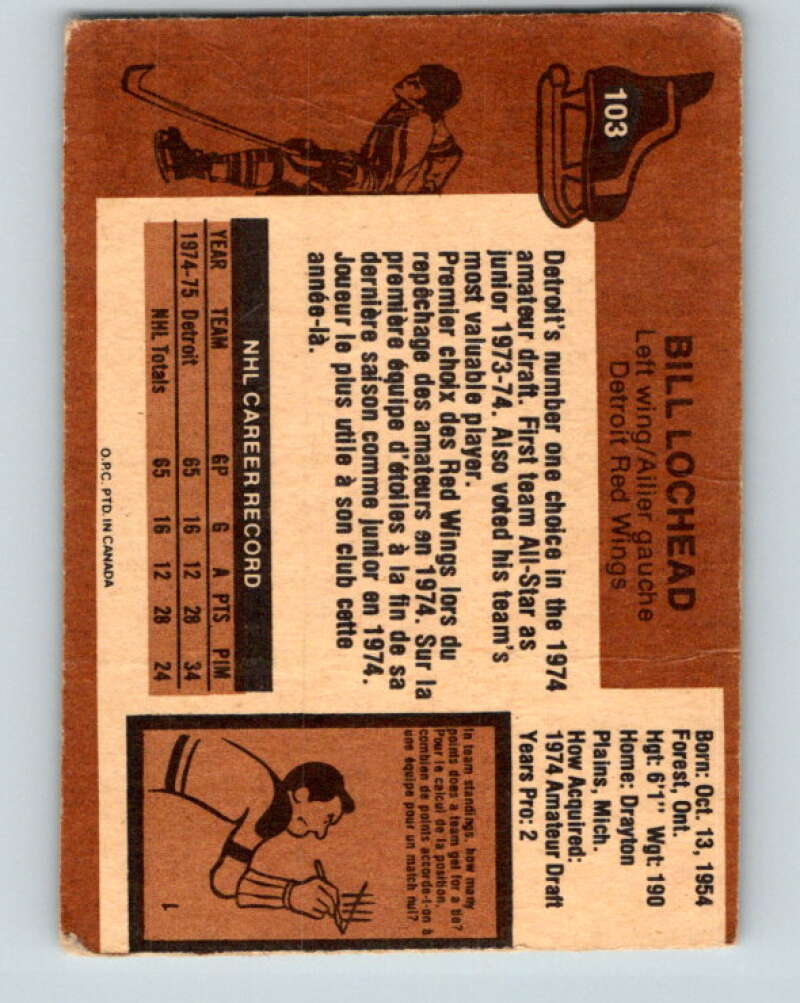 103
BILL LOCHEAD
Left wing/Ailier gauche
Detroit Red Wings
Born: Oct. 13, 1954
Forest, Ont.
Hgt: 6'1" Wgt: 190
Home: Drayton
Plains, Mich.
How Acquired:
1974 Amateur Draft
Years Pro: 2
Detroit's number one choice in the 1974
amateur draft. First team All-Star as
junior 1973-74. Also voted his team's
most valuable player.
Premier choix des Red Wings lors du
repêchage des amateurs en 1974. Sur la
première équipe d'étoiles à la fin de sa
dernière saison comme junior en 1974.
Joueur le plus utile à son club cette
année-là.
NHL CAREER RECORD
YEAR TEAM GP G A PTS PIM
1974-75 Detroit 65 16 12 28 34
NHL Totals 65 16 12 28 24
In team standings, how many
points does a team get for a tie?
Pour le calcul de la position,
combien de points accorde-t-on à
une équipe pour un match nul?
1
O.P.C. PTD. IN CANADA